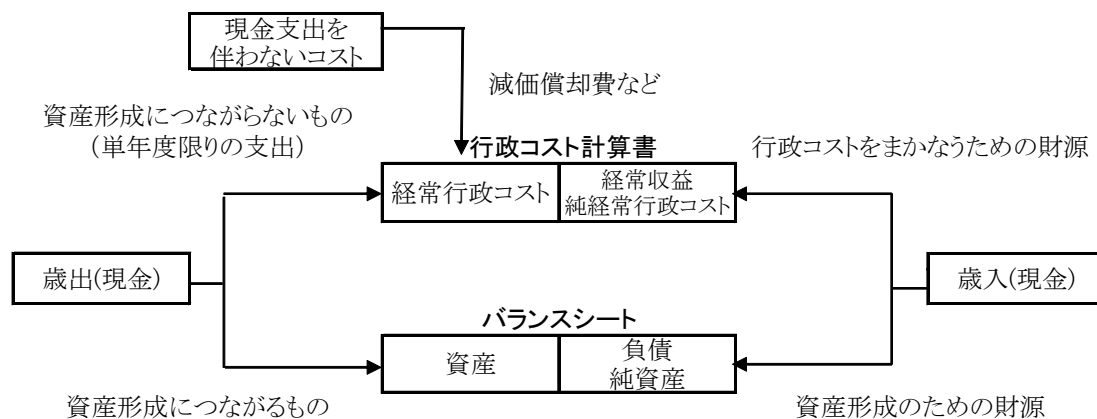 現金支出を
伴わないコスト
減価償却費など
資産形成につながらないもの
（単年度限りの支出）
行政コスト計算書
行政コストをまかなうための財源
経常行政コスト
経常収益
純経常行政コスト
歳出(現金)
歳入(現金)
バランスシート
資産
負債
純資産
資産形成につながるもの
資産形成のための財源